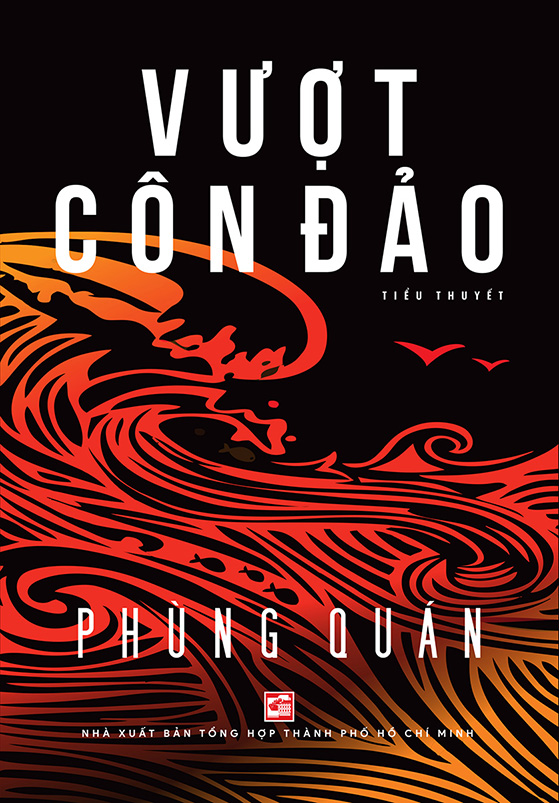 VƯỢT
CÔN ĐẢO
TIỂU THUYẾT
PHÙNG QUÁN
NHÀ XUẤT BẢN TỔNG HỢP THÀNH PHỐ HỒ CHÍ MINH